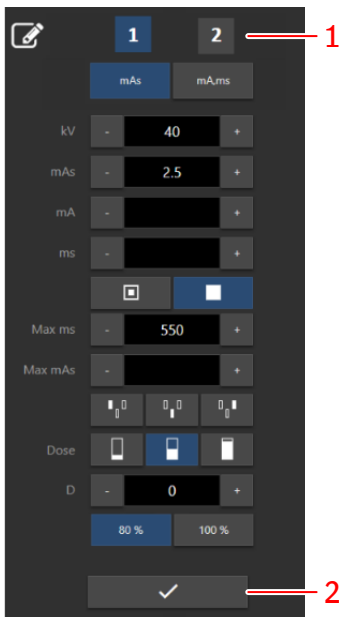 1 2 1
mAs mA,ms
kV - 40 +
mAs - 2.5 +
mA - +
ms - +
Max ms - 550 +
Max mAs - +
Dose
D - 0 +
80 % 100 %
2